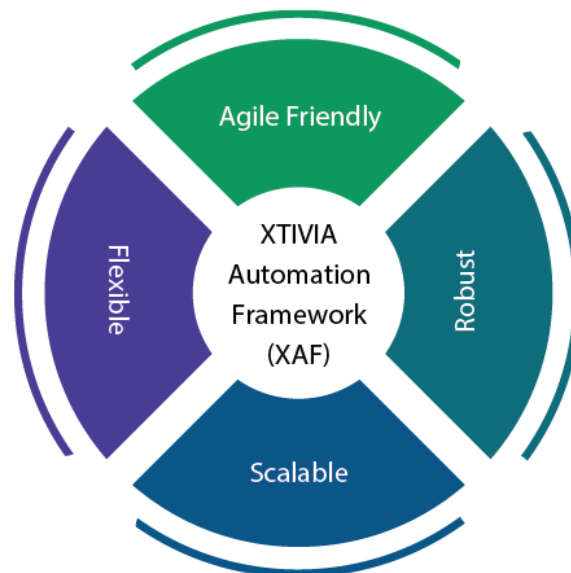 Agile Friendly
Flexible
XTIVIA
Automation
Framework
(XAF)
Robust
Scalable